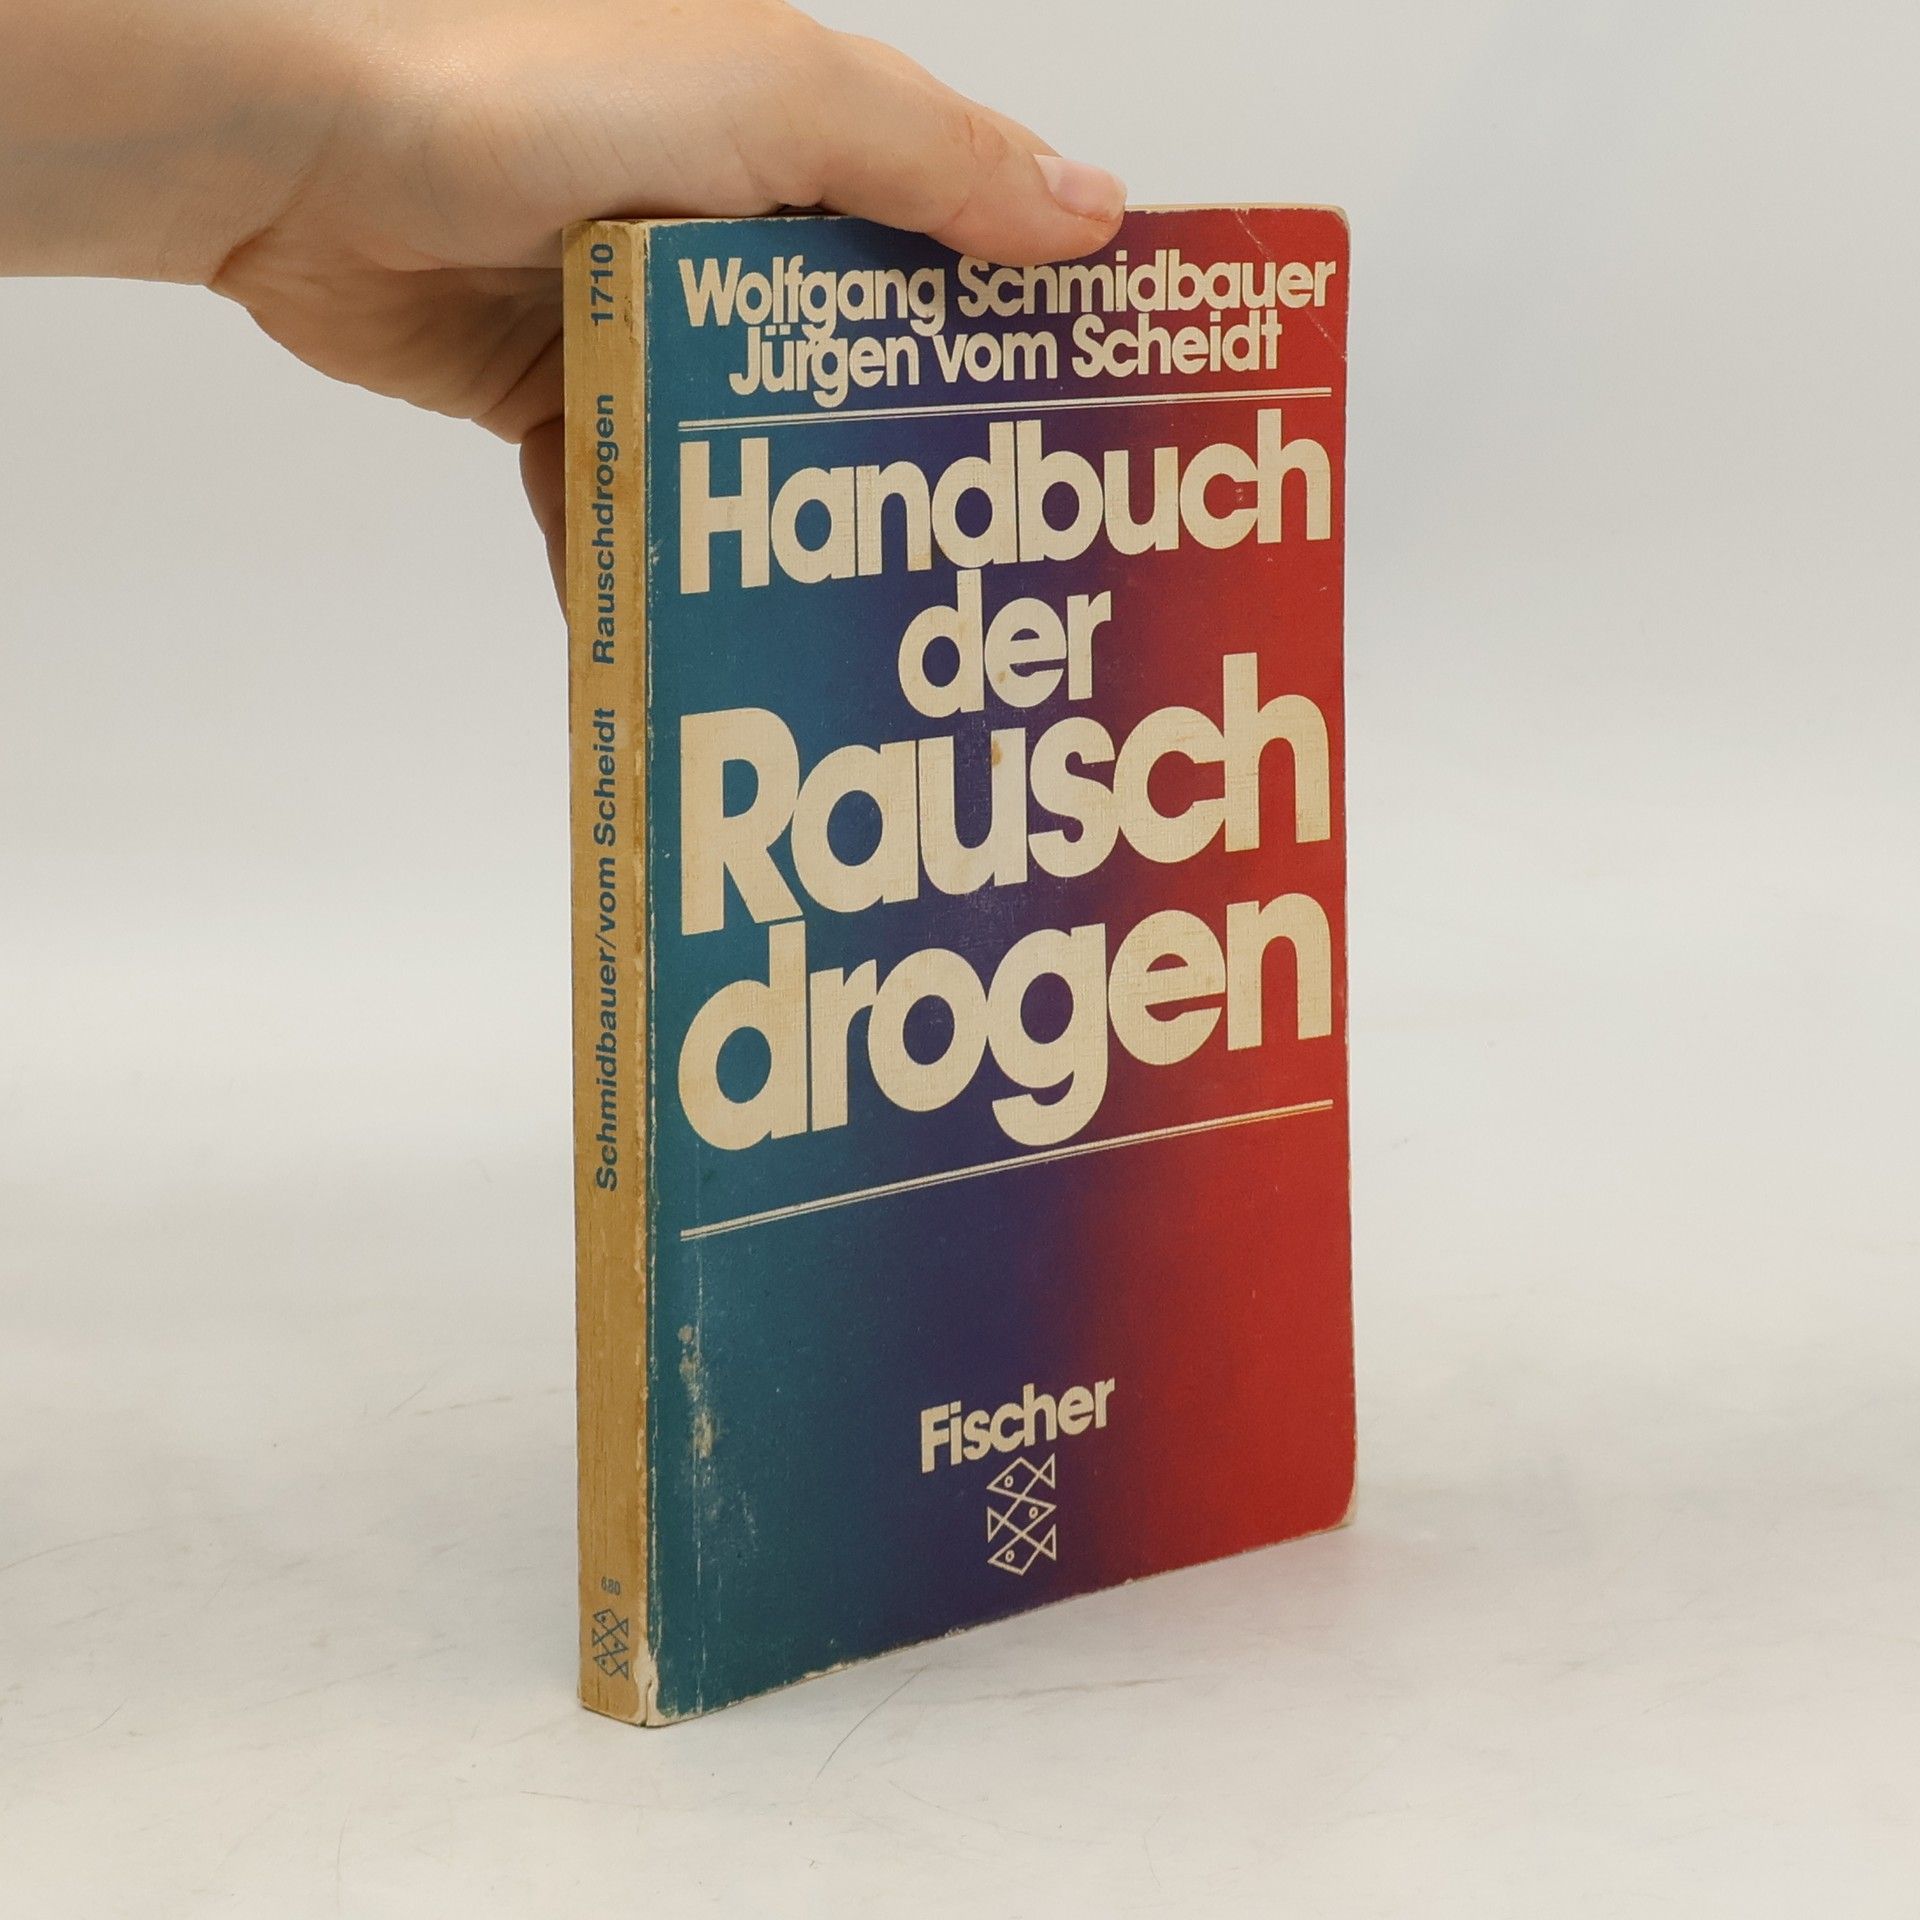 Wolfgang Schmidbauer
Jürgen vom Scheidt
Handbuch
der
Rausch
drogen
Fischer
Schmidbauer/vom Scheidt Rauschdrogen 1710
680